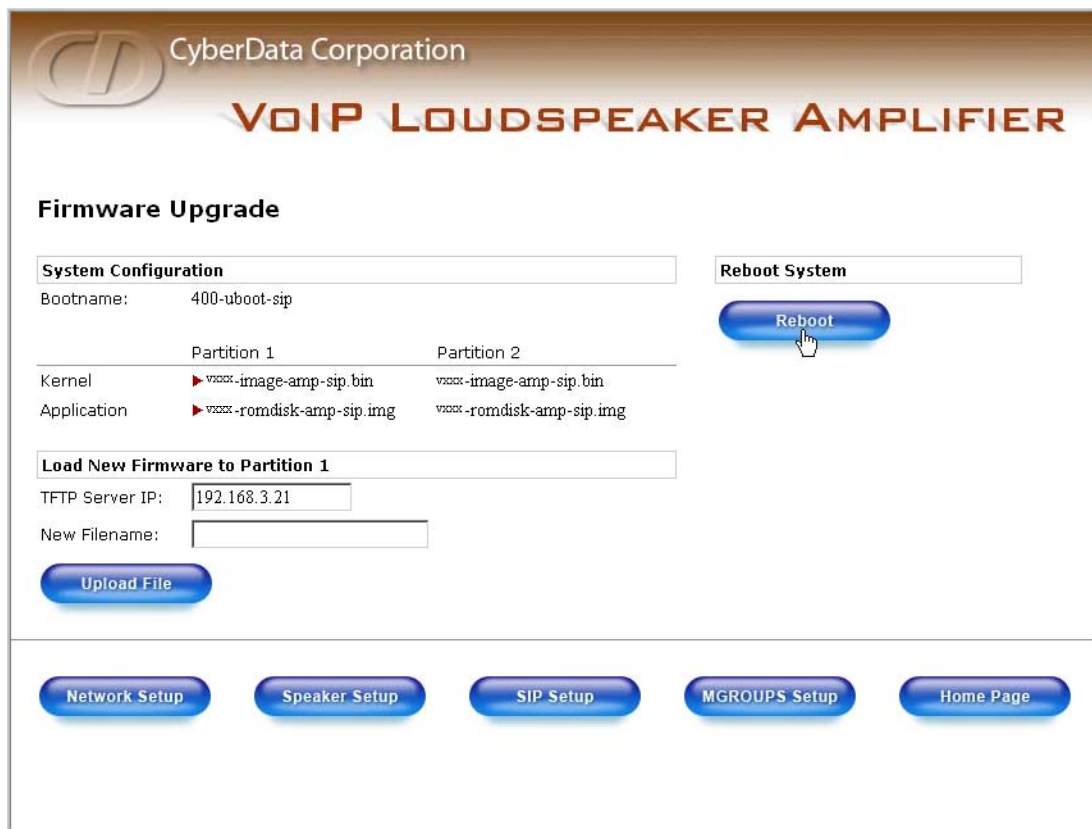 CD CyberData Corporation
VoIP Loudspeaker Amplifier
Firmware Upgrade
System Configuration
Bootname: 400-uboot-sip
Partition 1 Partition 2
Kernel vxxx-image-amp-sip.bin vxxx-image-amp-sip.bin
Application vxxx-romdisk-amp-sip.img vxxx-romdisk-amp-sip.img
Load New Firmware to Partition 1
TFTP Server IP: 192.168.3.21
New Filename:
Upload File
Reboot System
Reboot
Network Setup Speaker Setup SIP Setup MGROUPS Setup Home Page